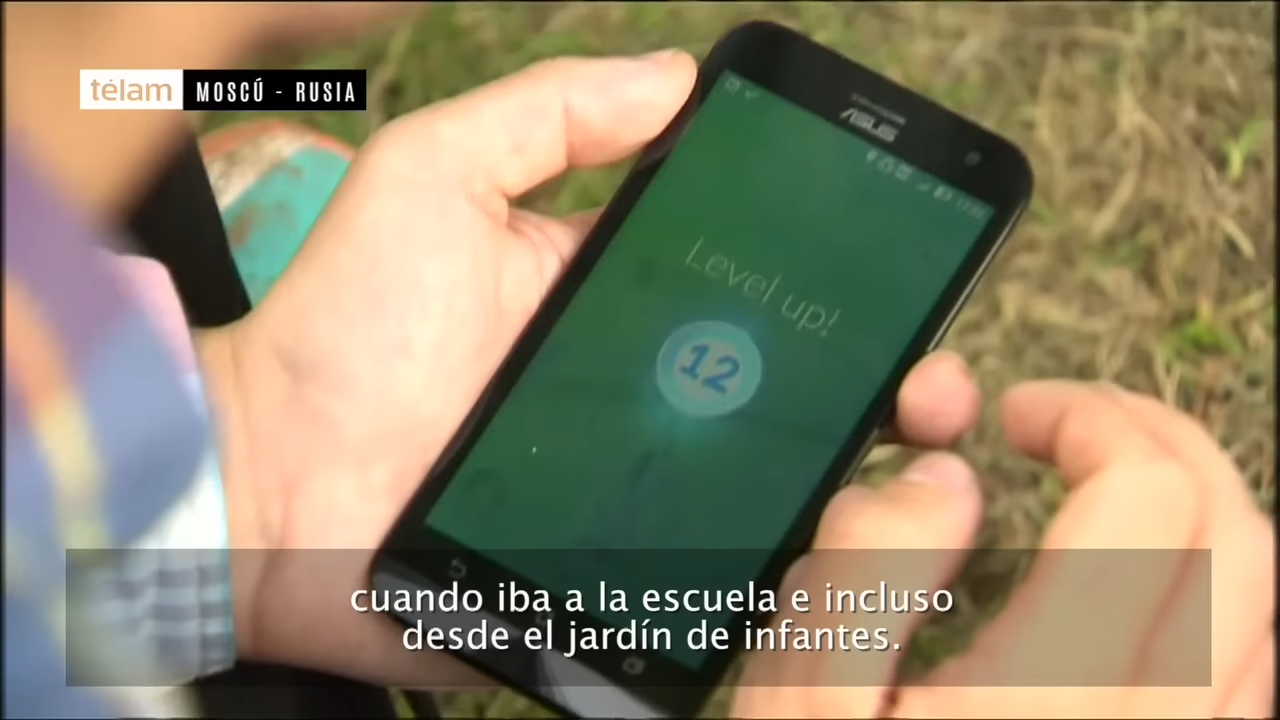 télam MOSCÚ - RUSIA
ASUS
Level up!
12
cuando iba a la escuela e incluso
desde el jardín de infantes.